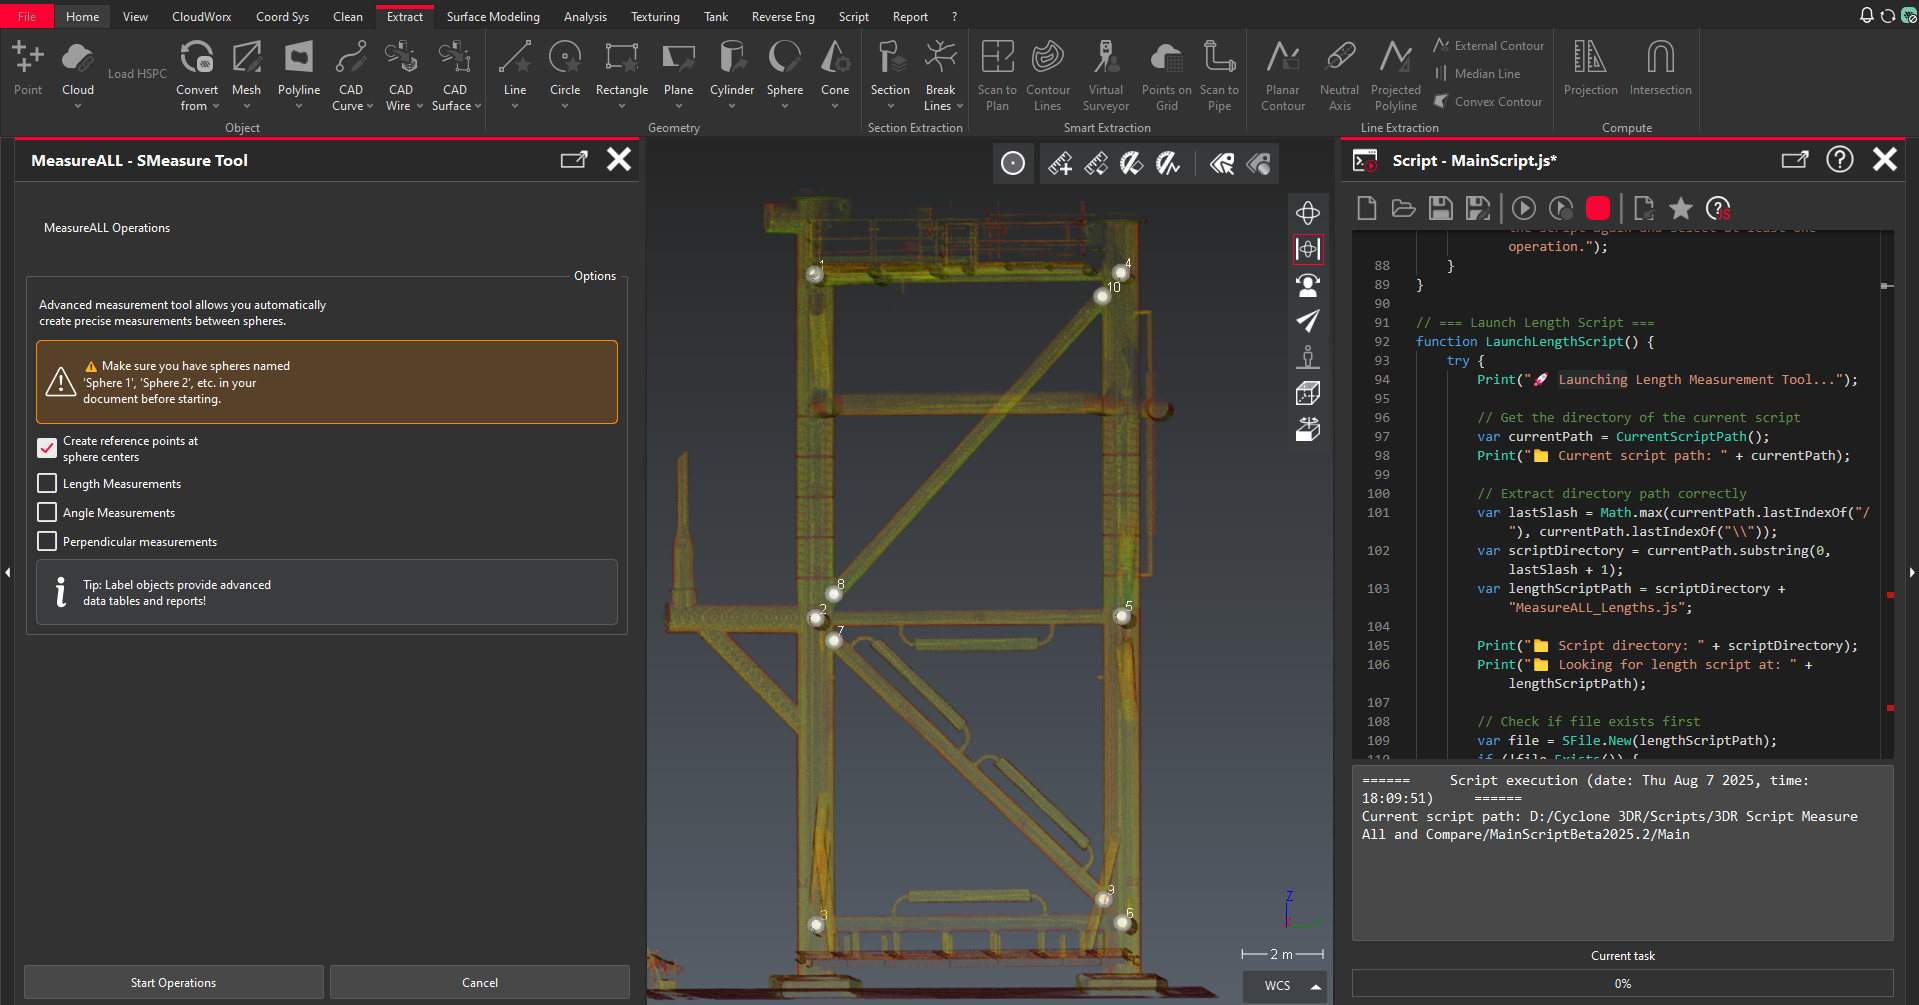 File Home View CloudWorx Coord Sys Clean Extract Surface Modeling Analysis Texturing Tank Reverse Eng Script Report ?
Point
Cloud
Load HSPC
Convert from
Mesh
Polyline
CAD Curve
CAD Wire
CAD Surface
Object
Line
Circle
Rectangle
Plane
Cylinder
Sphere
Cone
Geometry
Section
Break Lines
Section Extraction
Scan to Plan
Contour Lines
Virtual Surveyor
Points on Grid
Scan to Pipe
Smart Extraction
Planar Contour
Neutral Axis
Projected Polyline
External Contour
Median Line
Convex Contour
Line Extraction
Projection
Intersection
Compute
MeasureALL - SMeasure Tool
MeasureALL Operations
Options
Advanced measurement tool allows you automatically
create precise measurements between spheres.
⚠ Make sure you have spheres named
'Sphere 1', 'Sphere 2', etc. in your
document before starting.
Create reference points at
sphere centers
Length Measurements
Angle Measurements
Perpendicular measurements
Tip: Label objects provide advanced
data tables and reports!
Start Operations
Cancel
1
4
10
8
2
5
7
9
3
6
Z
2 m
WCS
Script - MainScript.js*
JS
the script again and select at least one
operation.");
88 }
89 }
90
91 // === Launch Length Script ===
92 function LaunchLengthScript() {
93 try {
94 Print("🚀 Launching Length Measurement Tool...");
95
96 // Get the directory of the current script
97 var currentPath = CurrentScriptPath();
98 Print("📁 Current script path: " + currentPath);
99
100 // Extract directory path correctly
101 var lastSlash = Math.max(currentPath.lastIndexOf("/
"), currentPath.lastIndexOf("\\"));
102 var scriptDirectory = currentPath.substring(0,
lastSlash + 1);
103 var lengthScriptPath = scriptDirectory +
"MeasureALL_Lengths.js";
104
105 Print("📁 Script directory: " + scriptDirectory);
106 Print("📁 Looking for length script at: " +
lengthScriptPath);
107
108 // Check if file exists first
109 var file = SFile.New(lengthScriptPath);
110 if (!file.Exists()) {
====== Script execution (date: Thu Aug 7 2025, time:
18:09:51) ======
Current script path: D:/Cyclone 3DR/Scripts/3DR Script Measure
All and Compare/MainScriptBeta2025.2/Main
Current task
0%